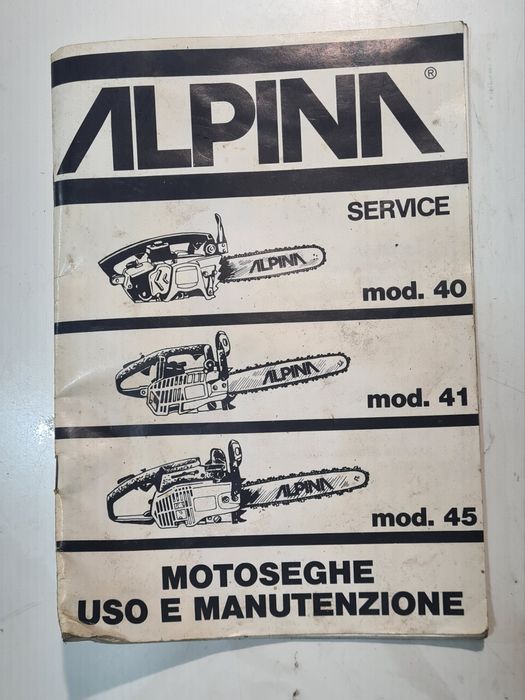 ALPINA®
SERVICE
ALPINA
mod. 40
ALPINA
mod. 41
ALPINA
mod. 45
MOTOSEGHE
USO E MANUTENZIONE